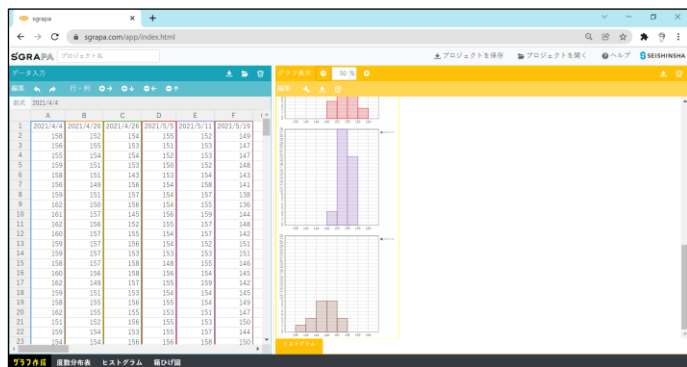 sgrapa
sgrapa.com/app/index.html
SGRAPA プロジェクト名 プロジェクトを保存 プロジェクトを開く ヘルプ SEISHINSHA
データ入力
編集 行・列
数式 2021/4/4
A B C D E F
1 2021/4/4 2021/4/20 2021/4/26 2021/5/5 2021/5/11 2021/5/19
2 158 152 154 155 152 149
3 156 155 153 151 153 147
4 155 154 154 152 153 147
5 159 151 153 150 152 148
6 158 151 143 153 154 143
7 156 149 156 154 158 141
8 159 151 157 154 157 138
9 162 150 156 154 155 136
10 161 157 145 156 159 144
11 162 156 152 155 157 148
12 160 157 155 154 157 142
13 159 157 156 154 152 151
14 159 157 153 153 153 151
15 158 157 158 148 155 146
16 160 156 158 156 154 145
17 162 149 157 155 159 142
18 159 151 153 154 154 145
19 158 155 156 155 154 149
20 162 155 155 153 151 147
21 151 152 156 155 153 150
22 159 154 153 155 157 144
23 154 154 156 156 158 150
グラフ表示 90 %
編集
ヒストグラム
グラフ作成 度数分布表 ヒストグラム 箱ひげ図